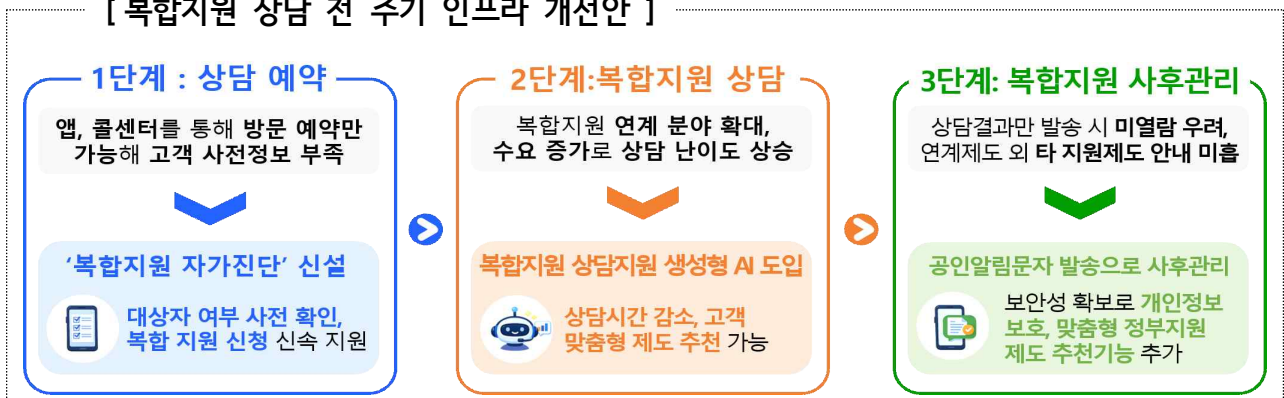 [ 복합지원 상담 전 주기 인프라 개선안 ]
1단계 : 상담 예약
앱, 콜센터를 통해 방문 예약만
가능해 고객 사전정보 부족
‘복합지원 자가진단’ 신설
대상자 여부 사전 확인,
복합 지원 신청 신속 지원
2단계:복합지원 상담
복합지원 연계 분야 확대,
수요 증가로 상담 난이도 상승
복합지원 상담지원 생성형 AI 도입
상담시간 감소, 고객
맞춤형 제도 추천 가능
3단계: 복합지원 사후관리
상담결과만 발송 시 미열람 우려,
연계제도 외 타 지원제도 안내 미흡
공인알림문자 발송으로 사후관리
보안성 확보로 개인정보
보호, 맞춤형 정부지원
제도 추천기능 추가